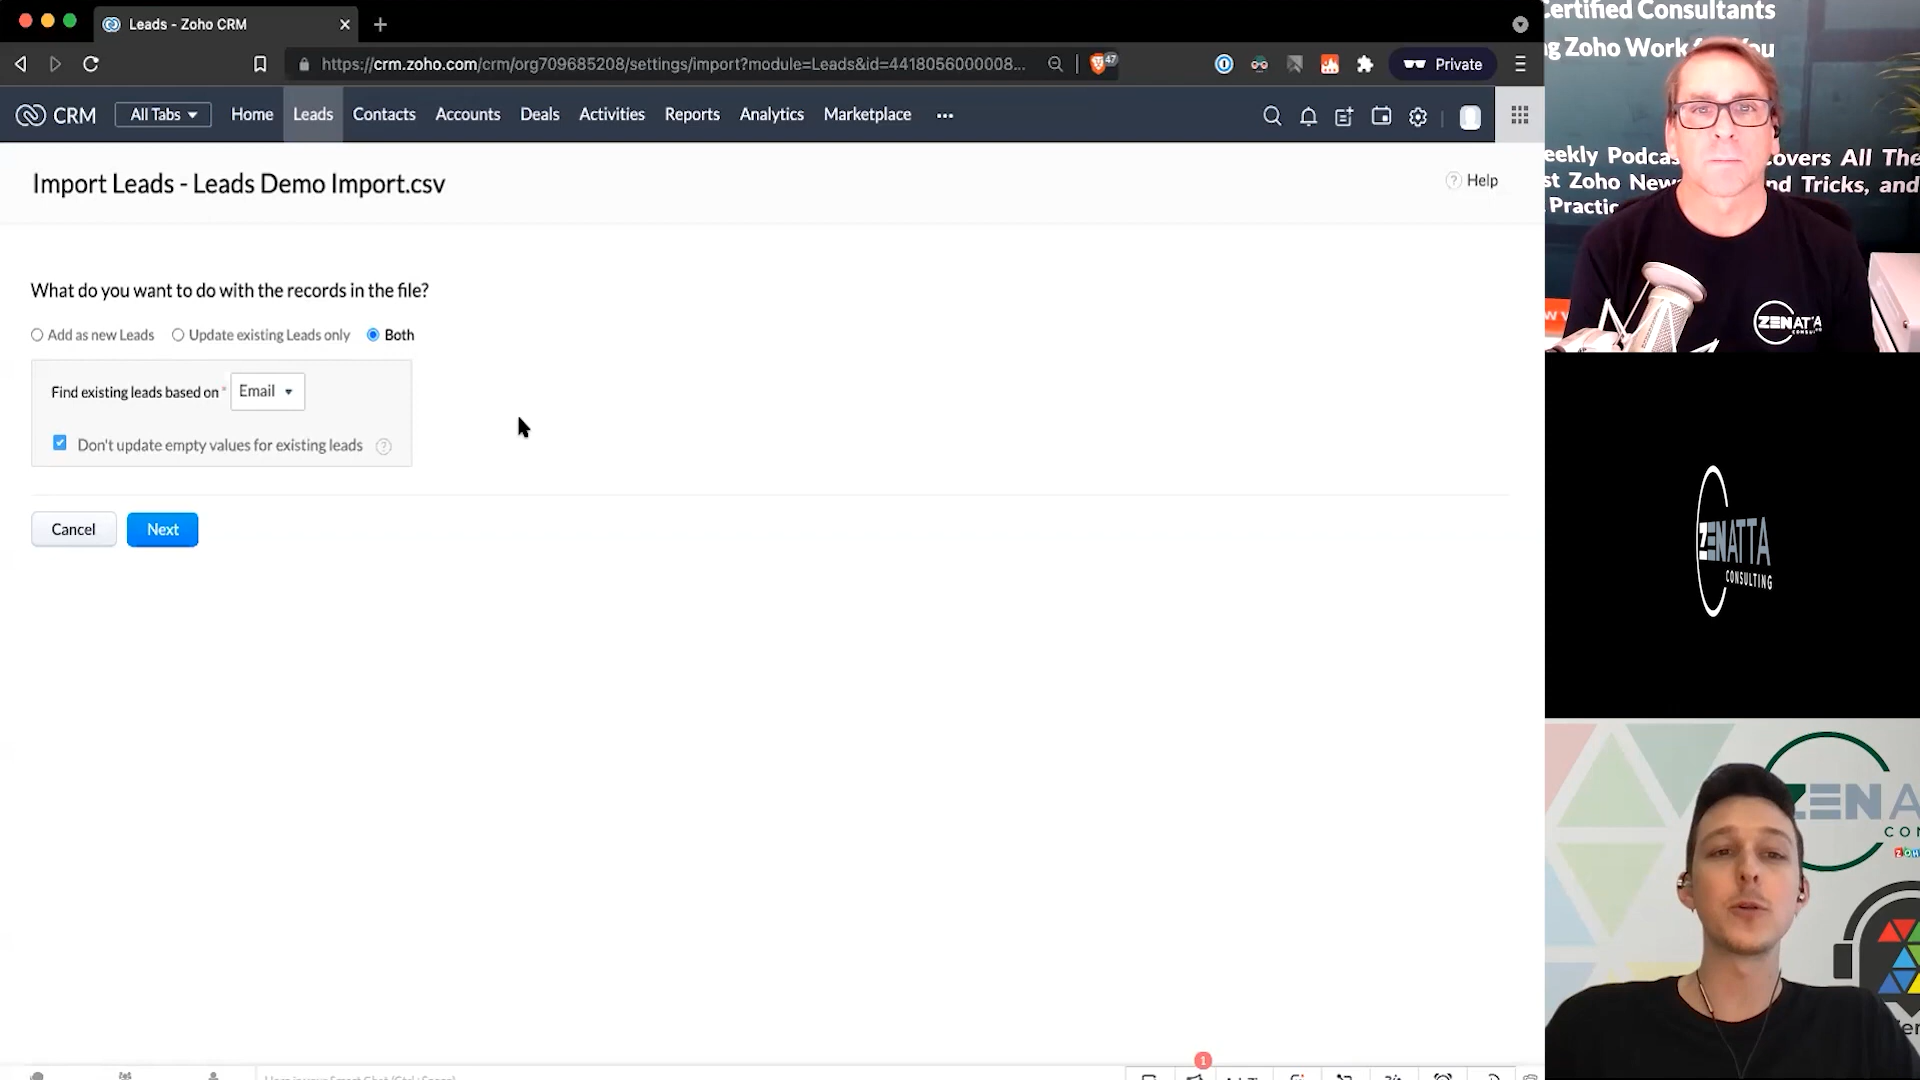 Leads - Zoho CRM
https://crm.zoho.com/crm/org709685208/settings/import?module=Leads&id=4418056000008...
47
Private
CRM
All Tabs
Home
Leads
Contacts
Accounts
Deals
Activities
Reports
Analytics
Marketplace
Import Leads - Leads Demo Import.csv
Help
What do you want to do with the records in the file?
Add as new Leads
Update existing Leads only
Both
Find existing leads based on *
Email
Don't update empty values for existing leads
Cancel
Next
1
Certified Consultants
Zoho Work
You
eekly
overs All The
st Zoho
nd Tricks, and
ZENATTA
ZENATTA
CONSULTING
ZEN